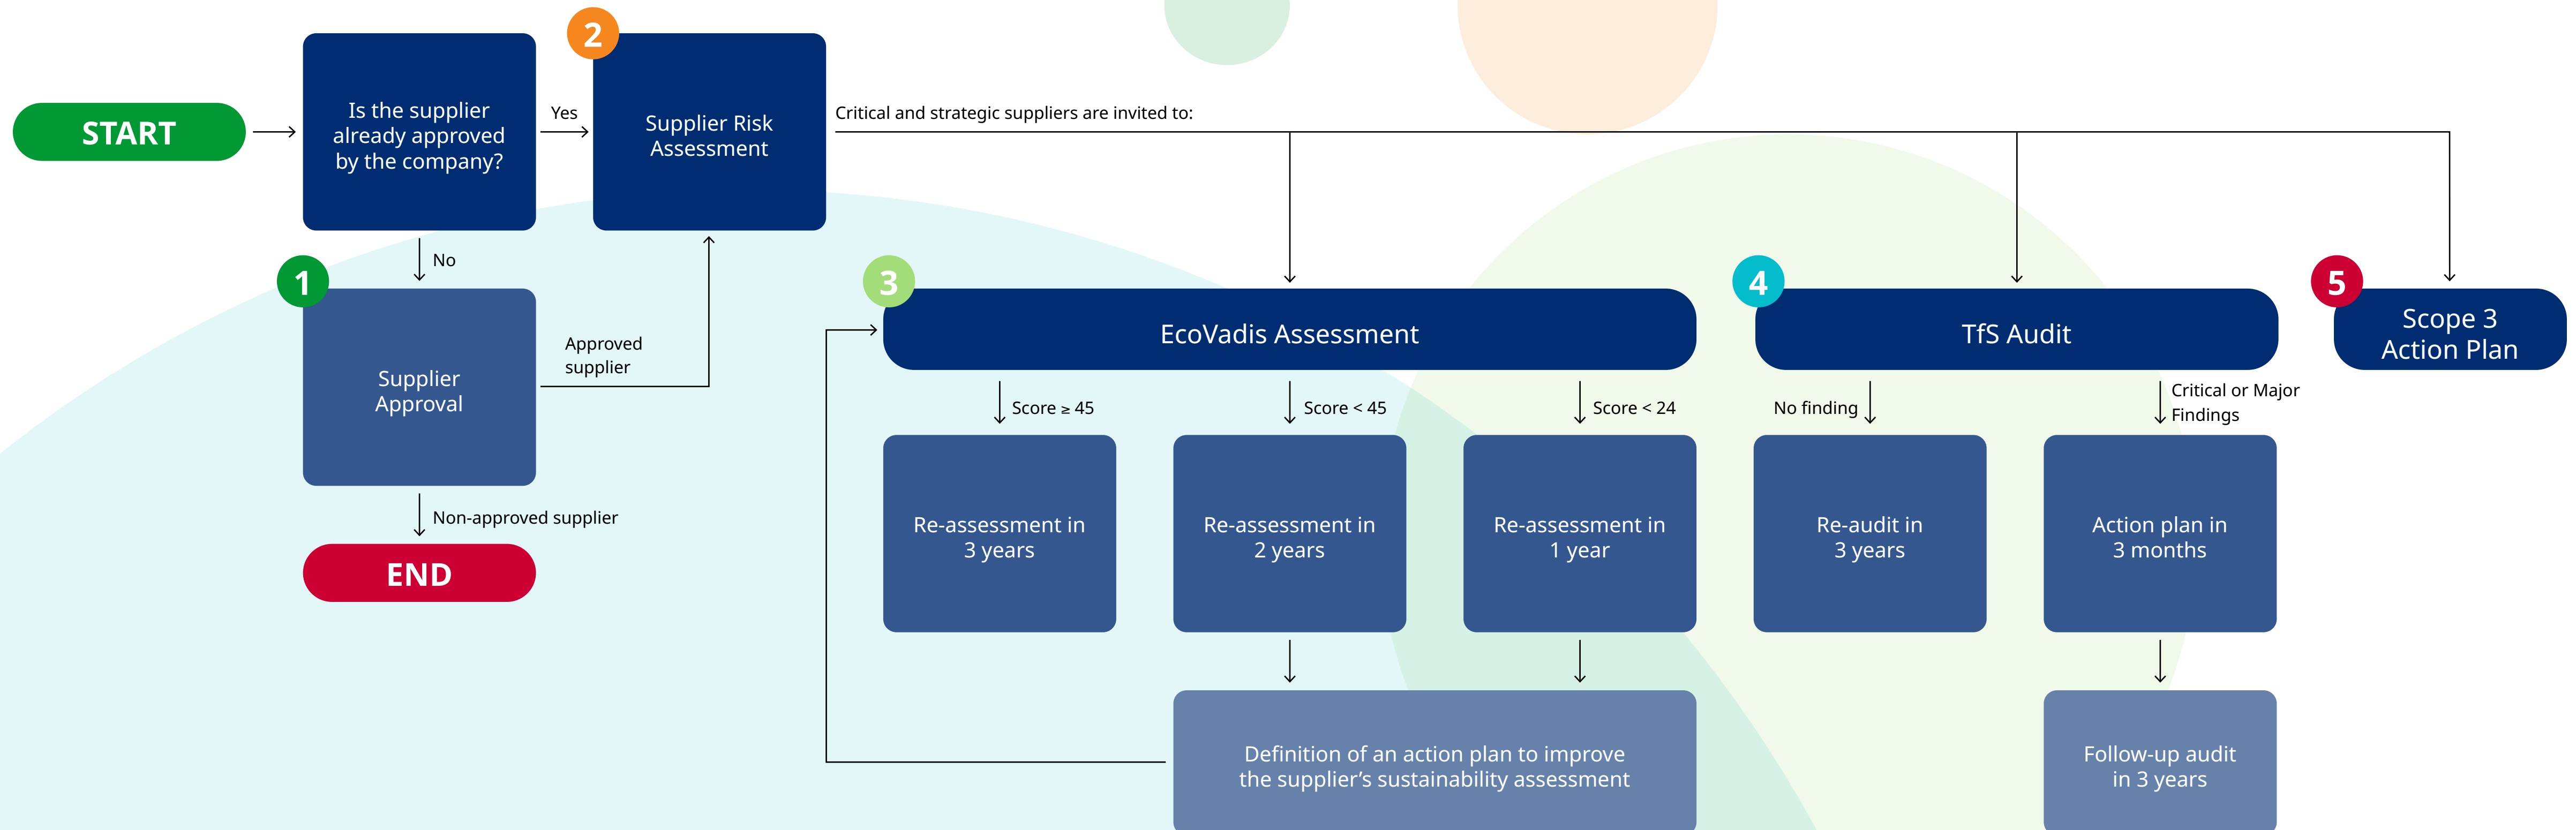 START
Is the supplier
already approved
by the company?
Yes
2
Supplier Risk
Assessment
Critical and strategic suppliers are invited to:
No
1
Supplier
Approval
Approved
supplier
Non-approved supplier
END
3
EcoVadis Assessment
Score ≥ 45
Score < 45
Score < 24
Re-assessment in
3 years
Re-assessment in
2 years
Re-assessment in
1 year
Definition of an action plan to improve
the supplier’s sustainability assessment
4
TfS Audit
No finding
Critical or Major
Findings
Re-audit in
3 years
Action plan in
3 months
Follow-up audit
in 3 years
5
Scope 3
Action Plan